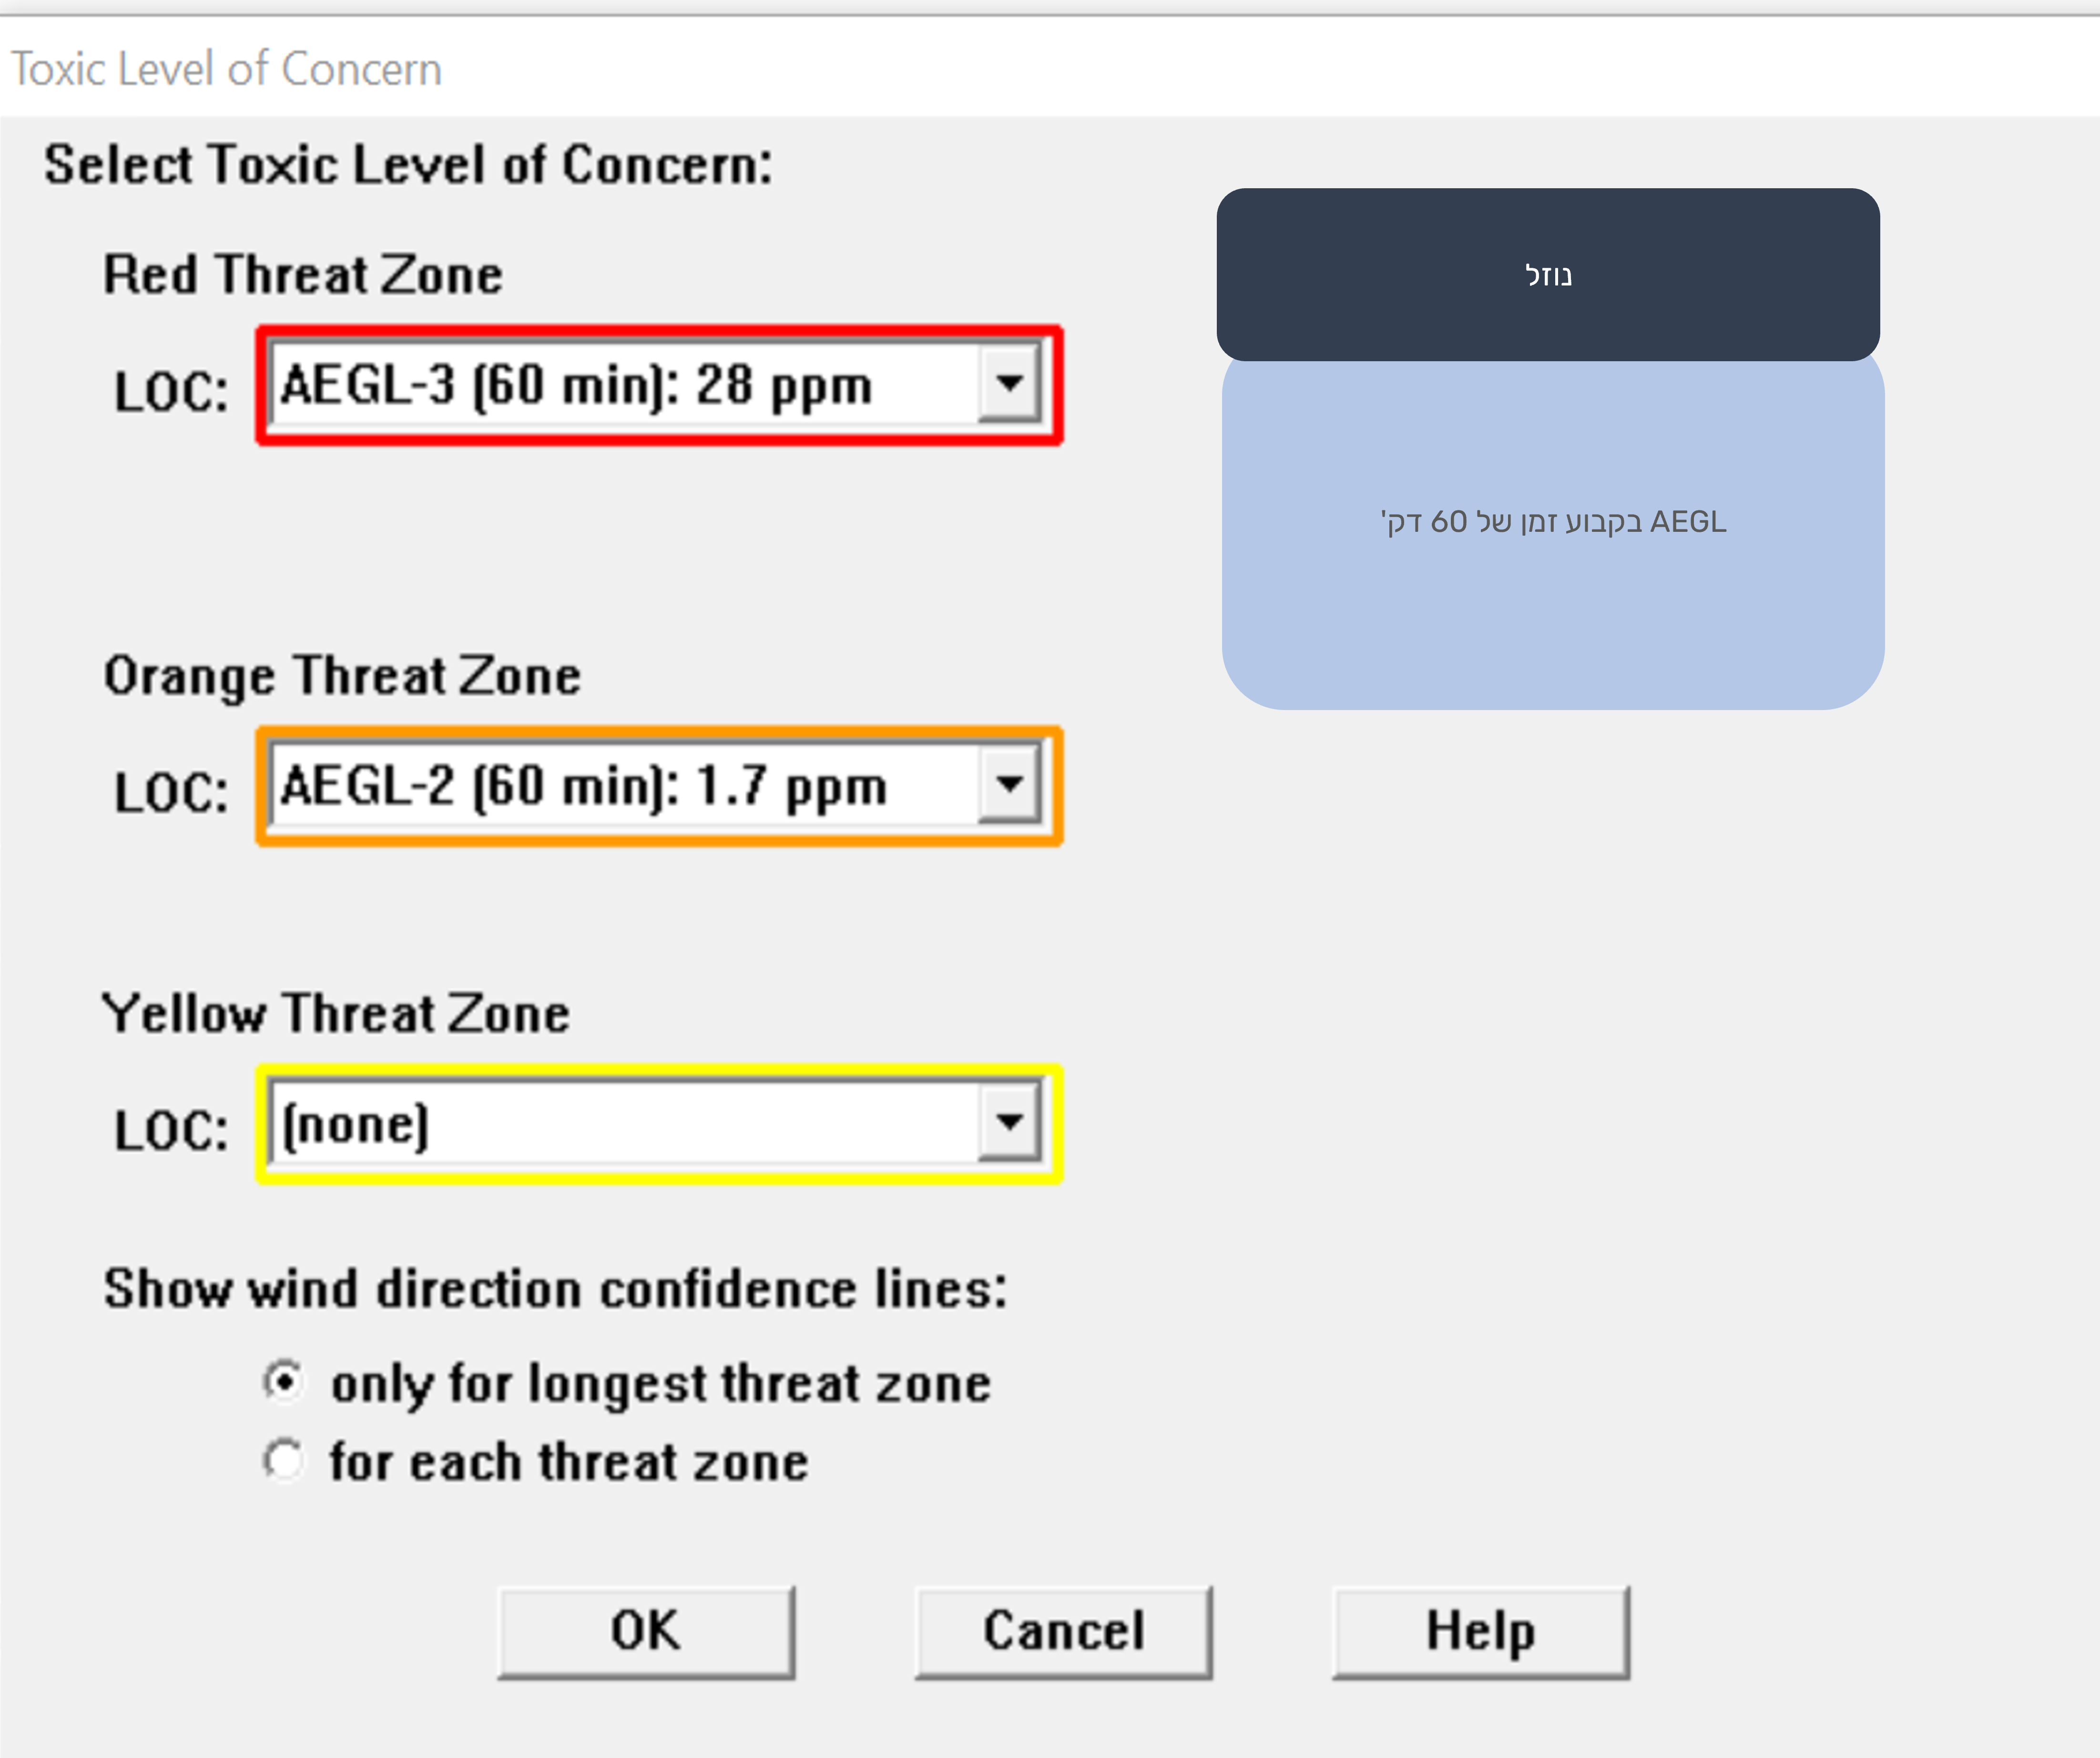 Toxic Level of Concern
Select Toxic Level of Concern:
Red Threat Zone
LOC: AEGL-3 (60 min): 28 ppm
נוזל
AEGL בקבוע זמן של 60 דק'
Orange Threat Zone
LOC: AEGL-2 (60 min): 1.7 ppm
Yellow Threat Zone
LOC: (none)
Show wind direction confidence lines:
only for longest threat zone
for each threat zone
OK Cancel Help